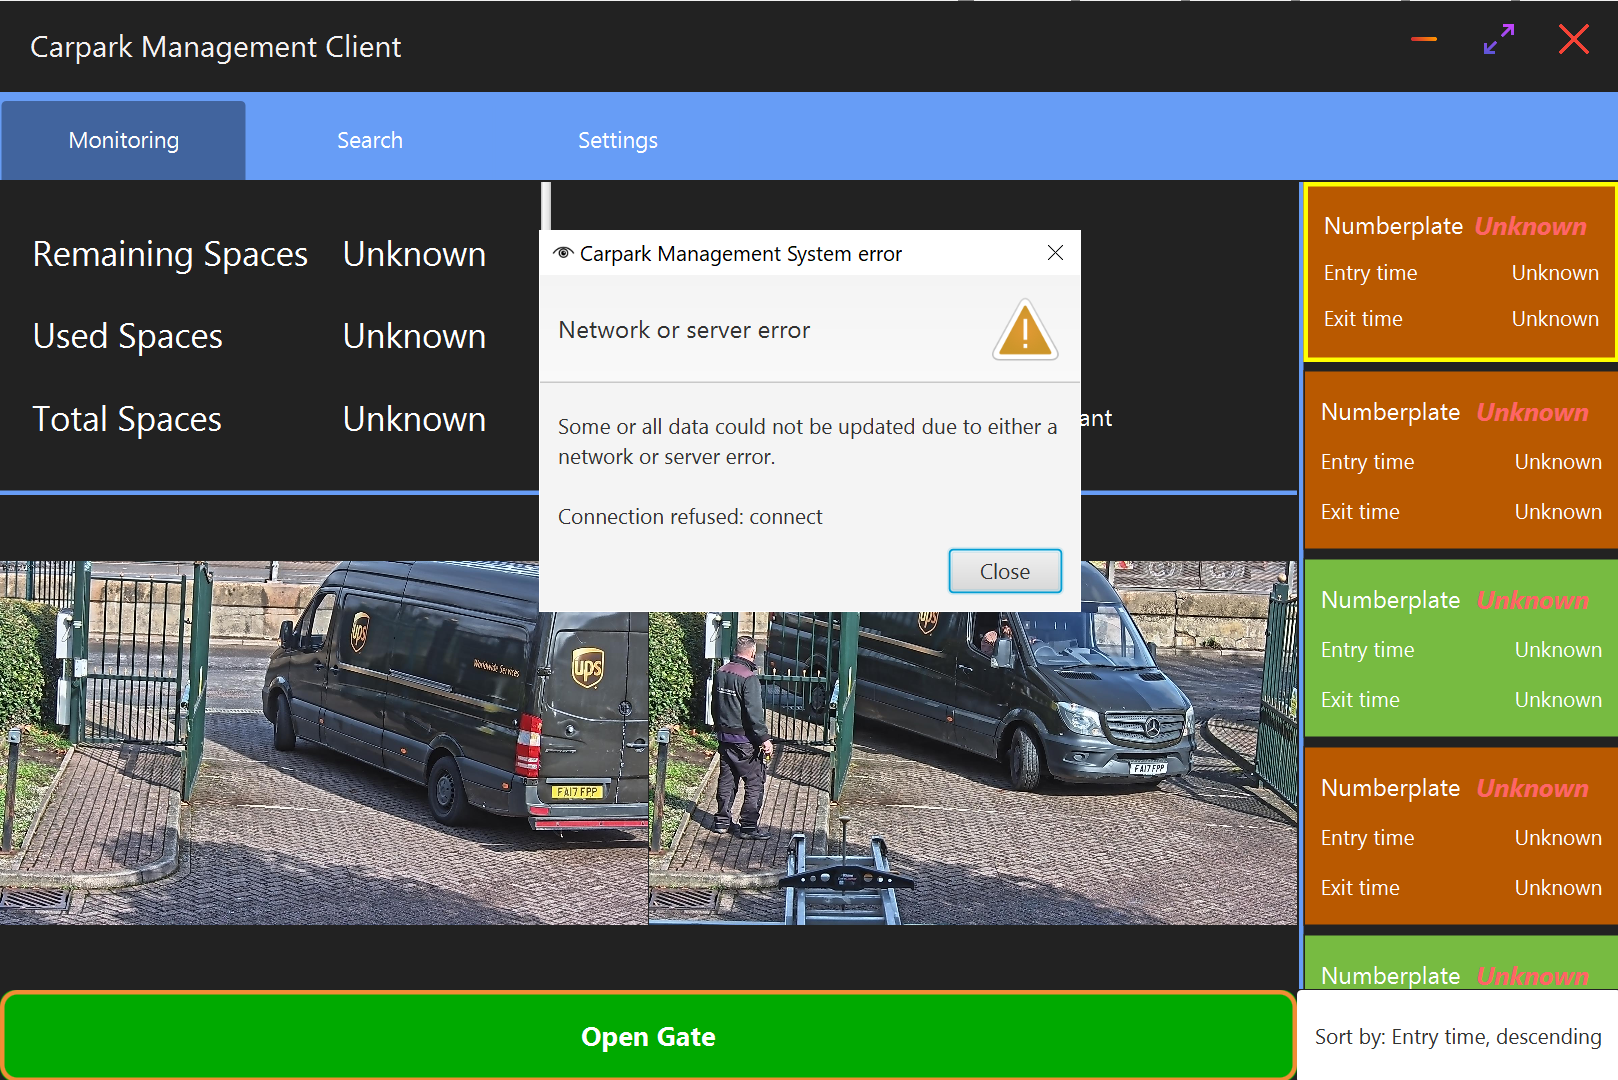 Carpark Management Client
Monitoring
Search
Settings
Remaining Spaces Unknown
Used Spaces Unknown
Total Spaces Unknown
Carpark Management System error
Network or server error
Some or all data could not be updated due to either a
network or server error.
Connection refused: connect
Close
ant
ups
Worldwide Services
ups
FA17 FPP
ups
FA17 FPP
Open Gate
Numberplate Unknown
Entry time Unknown
Exit time Unknown
Numberplate Unknown
Entry time Unknown
Exit time Unknown
Numberplate Unknown
Entry time Unknown
Exit time Unknown
Numberplate Unknown
Entry time Unknown
Exit time Unknown
Numberplate Unknown
Sort by: Entry time, descending